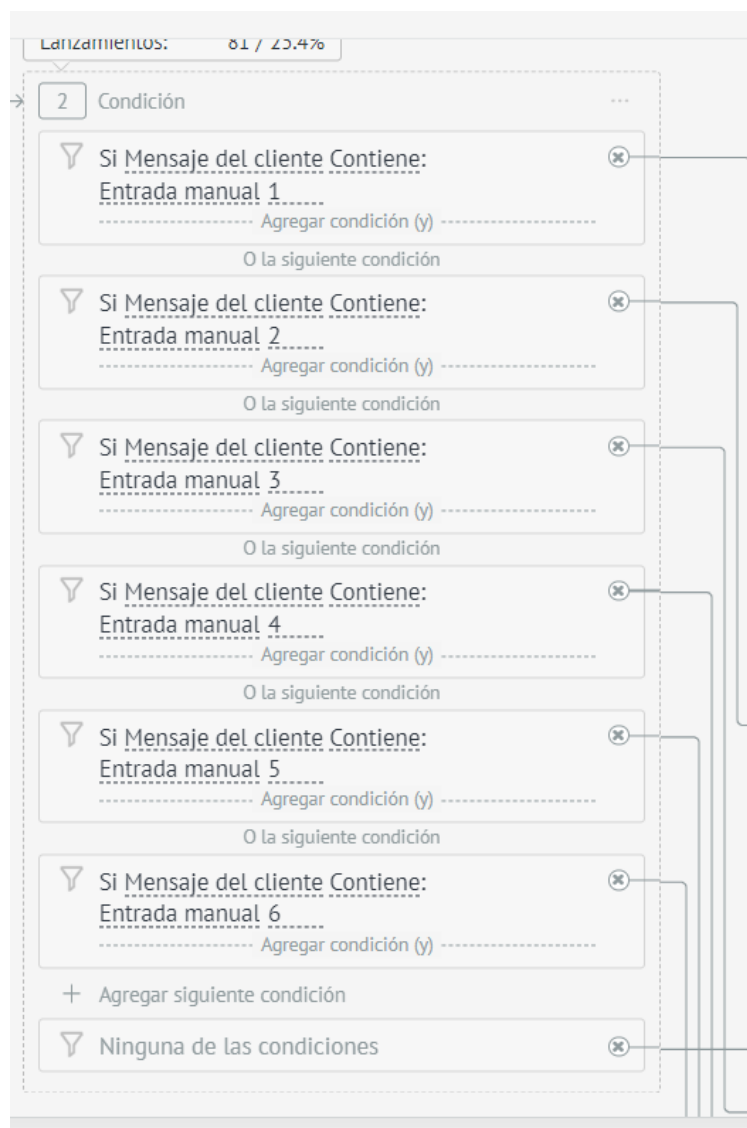 Lanzamientos: 81 / 25.4%
2 Condición ...
Si Mensaje del cliente Contiene:
Entrada manual 1
Agregar condición (y)
O la siguiente condición
Si Mensaje del cliente Contiene:
Entrada manual 2
Agregar condición (y)
O la siguiente condición
Si Mensaje del cliente Contiene:
Entrada manual 3
Agregar condición (y)
O la siguiente condición
Si Mensaje del cliente Contiene:
Entrada manual 4
Agregar condición (y)
O la siguiente condición
Si Mensaje del cliente Contiene:
Entrada manual 5
Agregar condición (y)
O la siguiente condición
Si Mensaje del cliente Contiene:
Entrada manual 6
Agregar condición (y)
+ Agregar siguiente condición
Ninguna de las condiciones